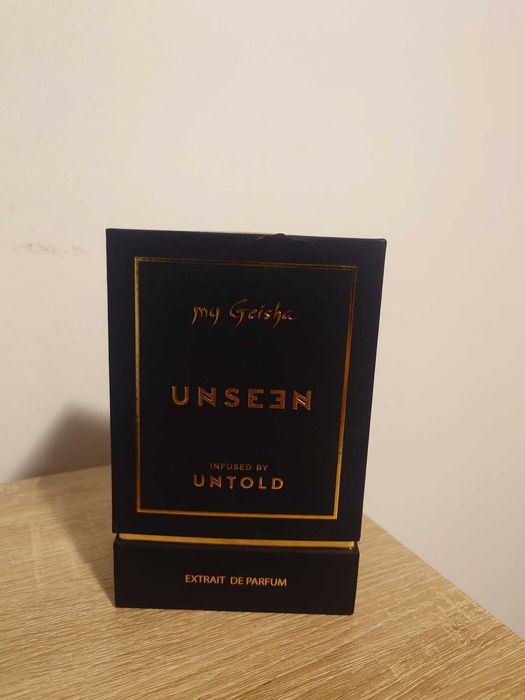 my Geisha
UNSEEN
INFUSED BY
UNTOLD
EXTRAIT DE PARFUM